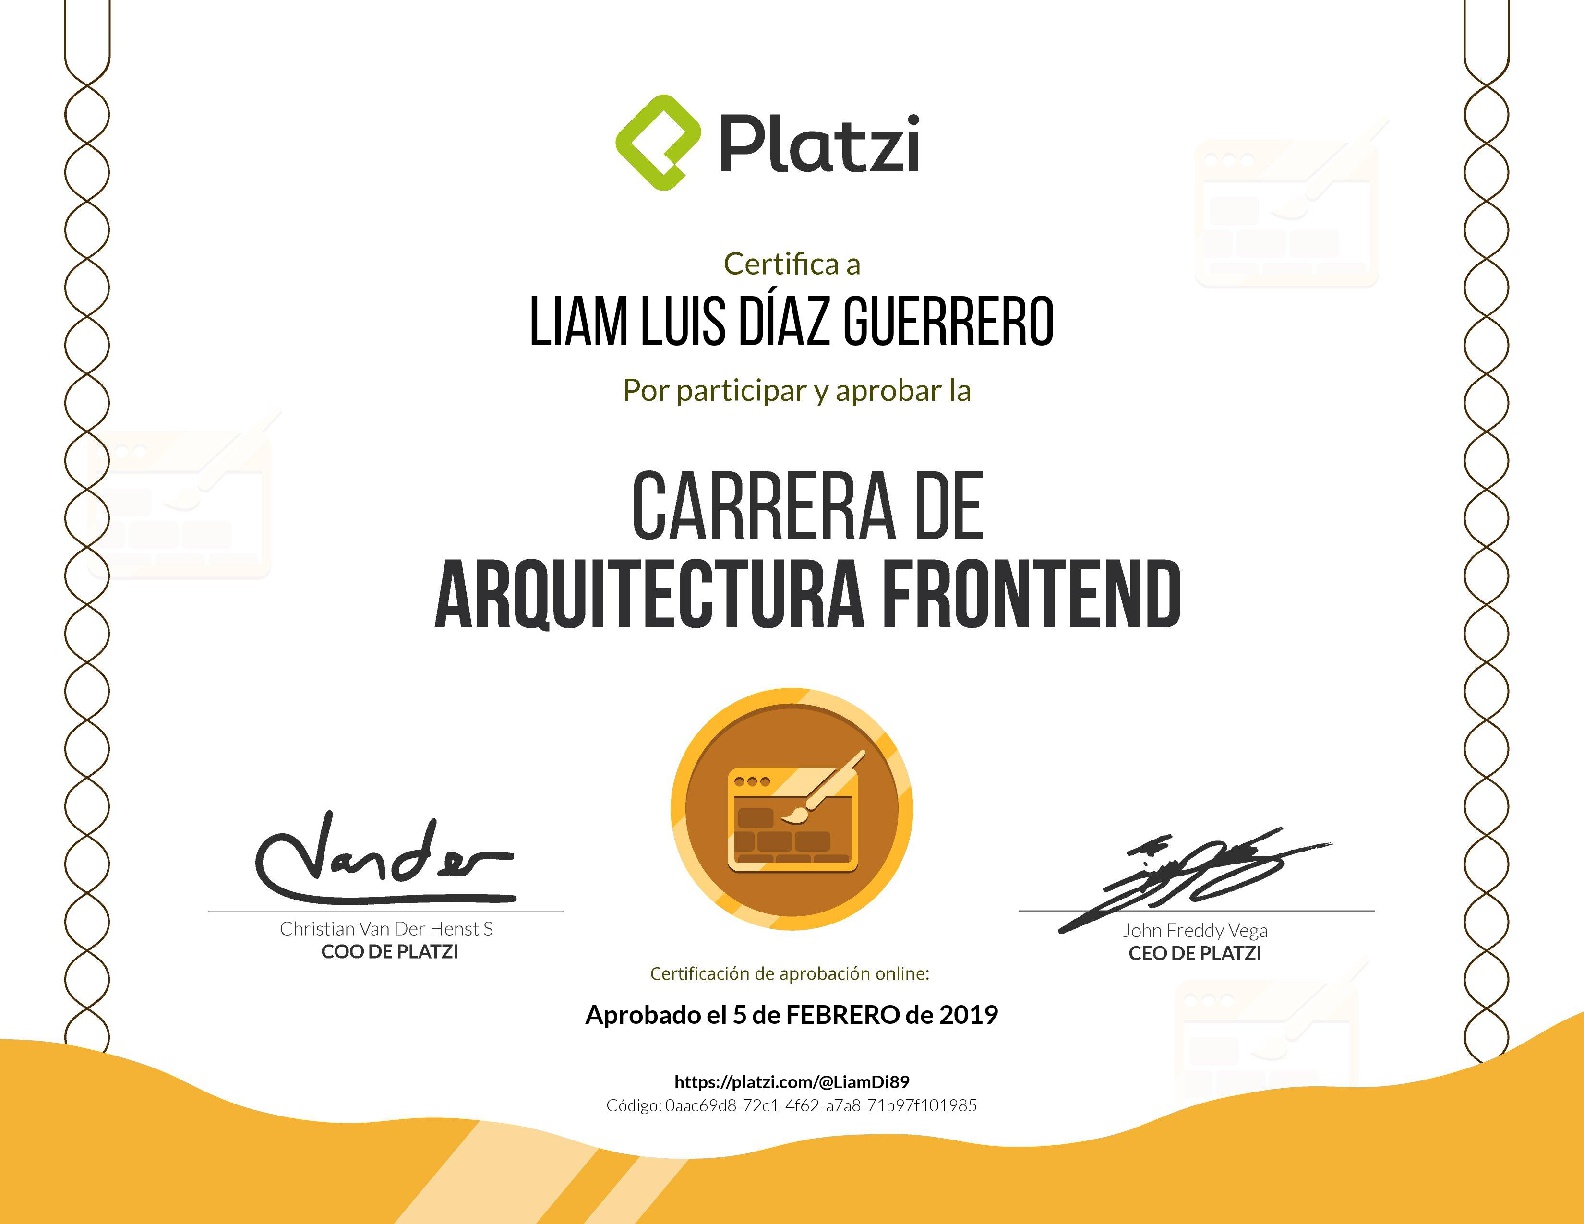 Platzi
Certifica a
LIAM LUIS DÍAZ GUERRERO
Por participar y aprobar la
CARRERA DE
ARQUITECTURA FRONTEND
Vander
Christian Van Der Henst S
COO DE PLATZI
John Freddy Vega
CEO DE PLATZI
Certificación de aprobación online:
Aprobado el 5 de FEBRERO de 2019
https://platzi.com/@LiamDi89
Código: 0aac69d8-72c1-4f62-a7a8-71b97f101985